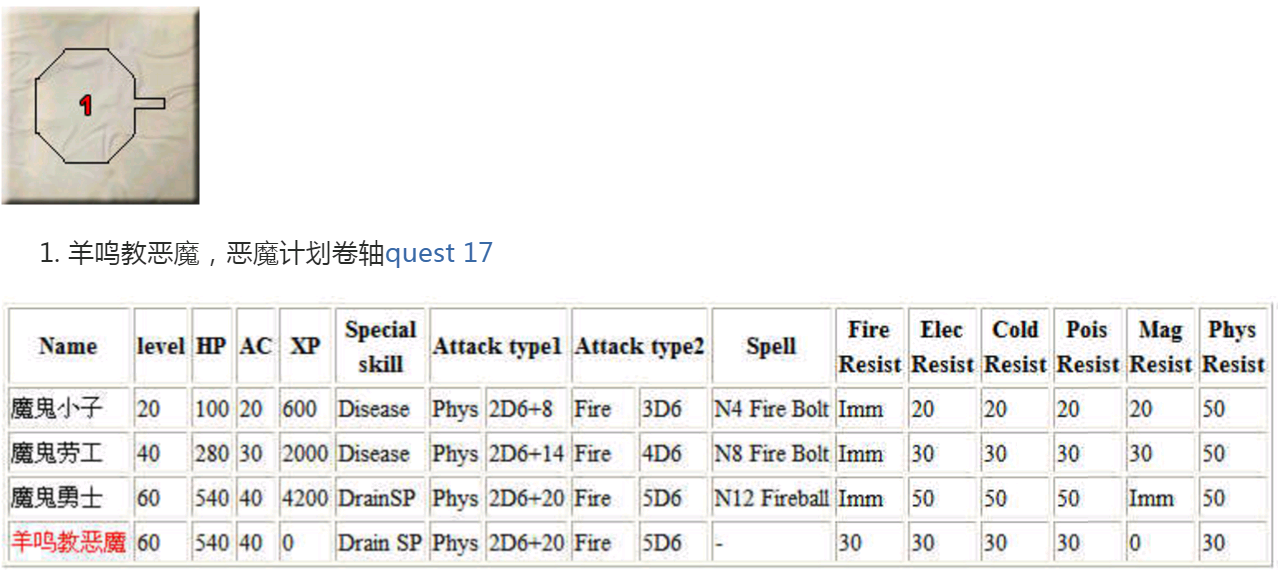 1
1. 羊鸣教恶魔，恶魔计划卷轴quest 17
Name level HP AC XP Special skill Attack type1 Attack type2 Spell Fire Resist Elec Resist Cold Resist Pois Resist Mag Resist Phys Resist
魔鬼小子 20 100 20 600 Disease Phys 2D6+8 Fire 3D6 N4 Fire Bolt Imm 20 20 20 20 50
魔鬼劳工 40 280 30 2000 Disease Phys 2D6+14 Fire 4D6 N8 Fire Bolt Imm 30 30 30 30 50
魔鬼勇士 60 540 40 4200 DrainSP Phys 2D6+20 Fire 5D6 N12 Fireball Imm 50 50 50 Imm 50
羊鸣教恶魔 60 540 40 0 Drain SP Phys 2D6+20 Fire 5D6 - 30 30 30 30 0 30